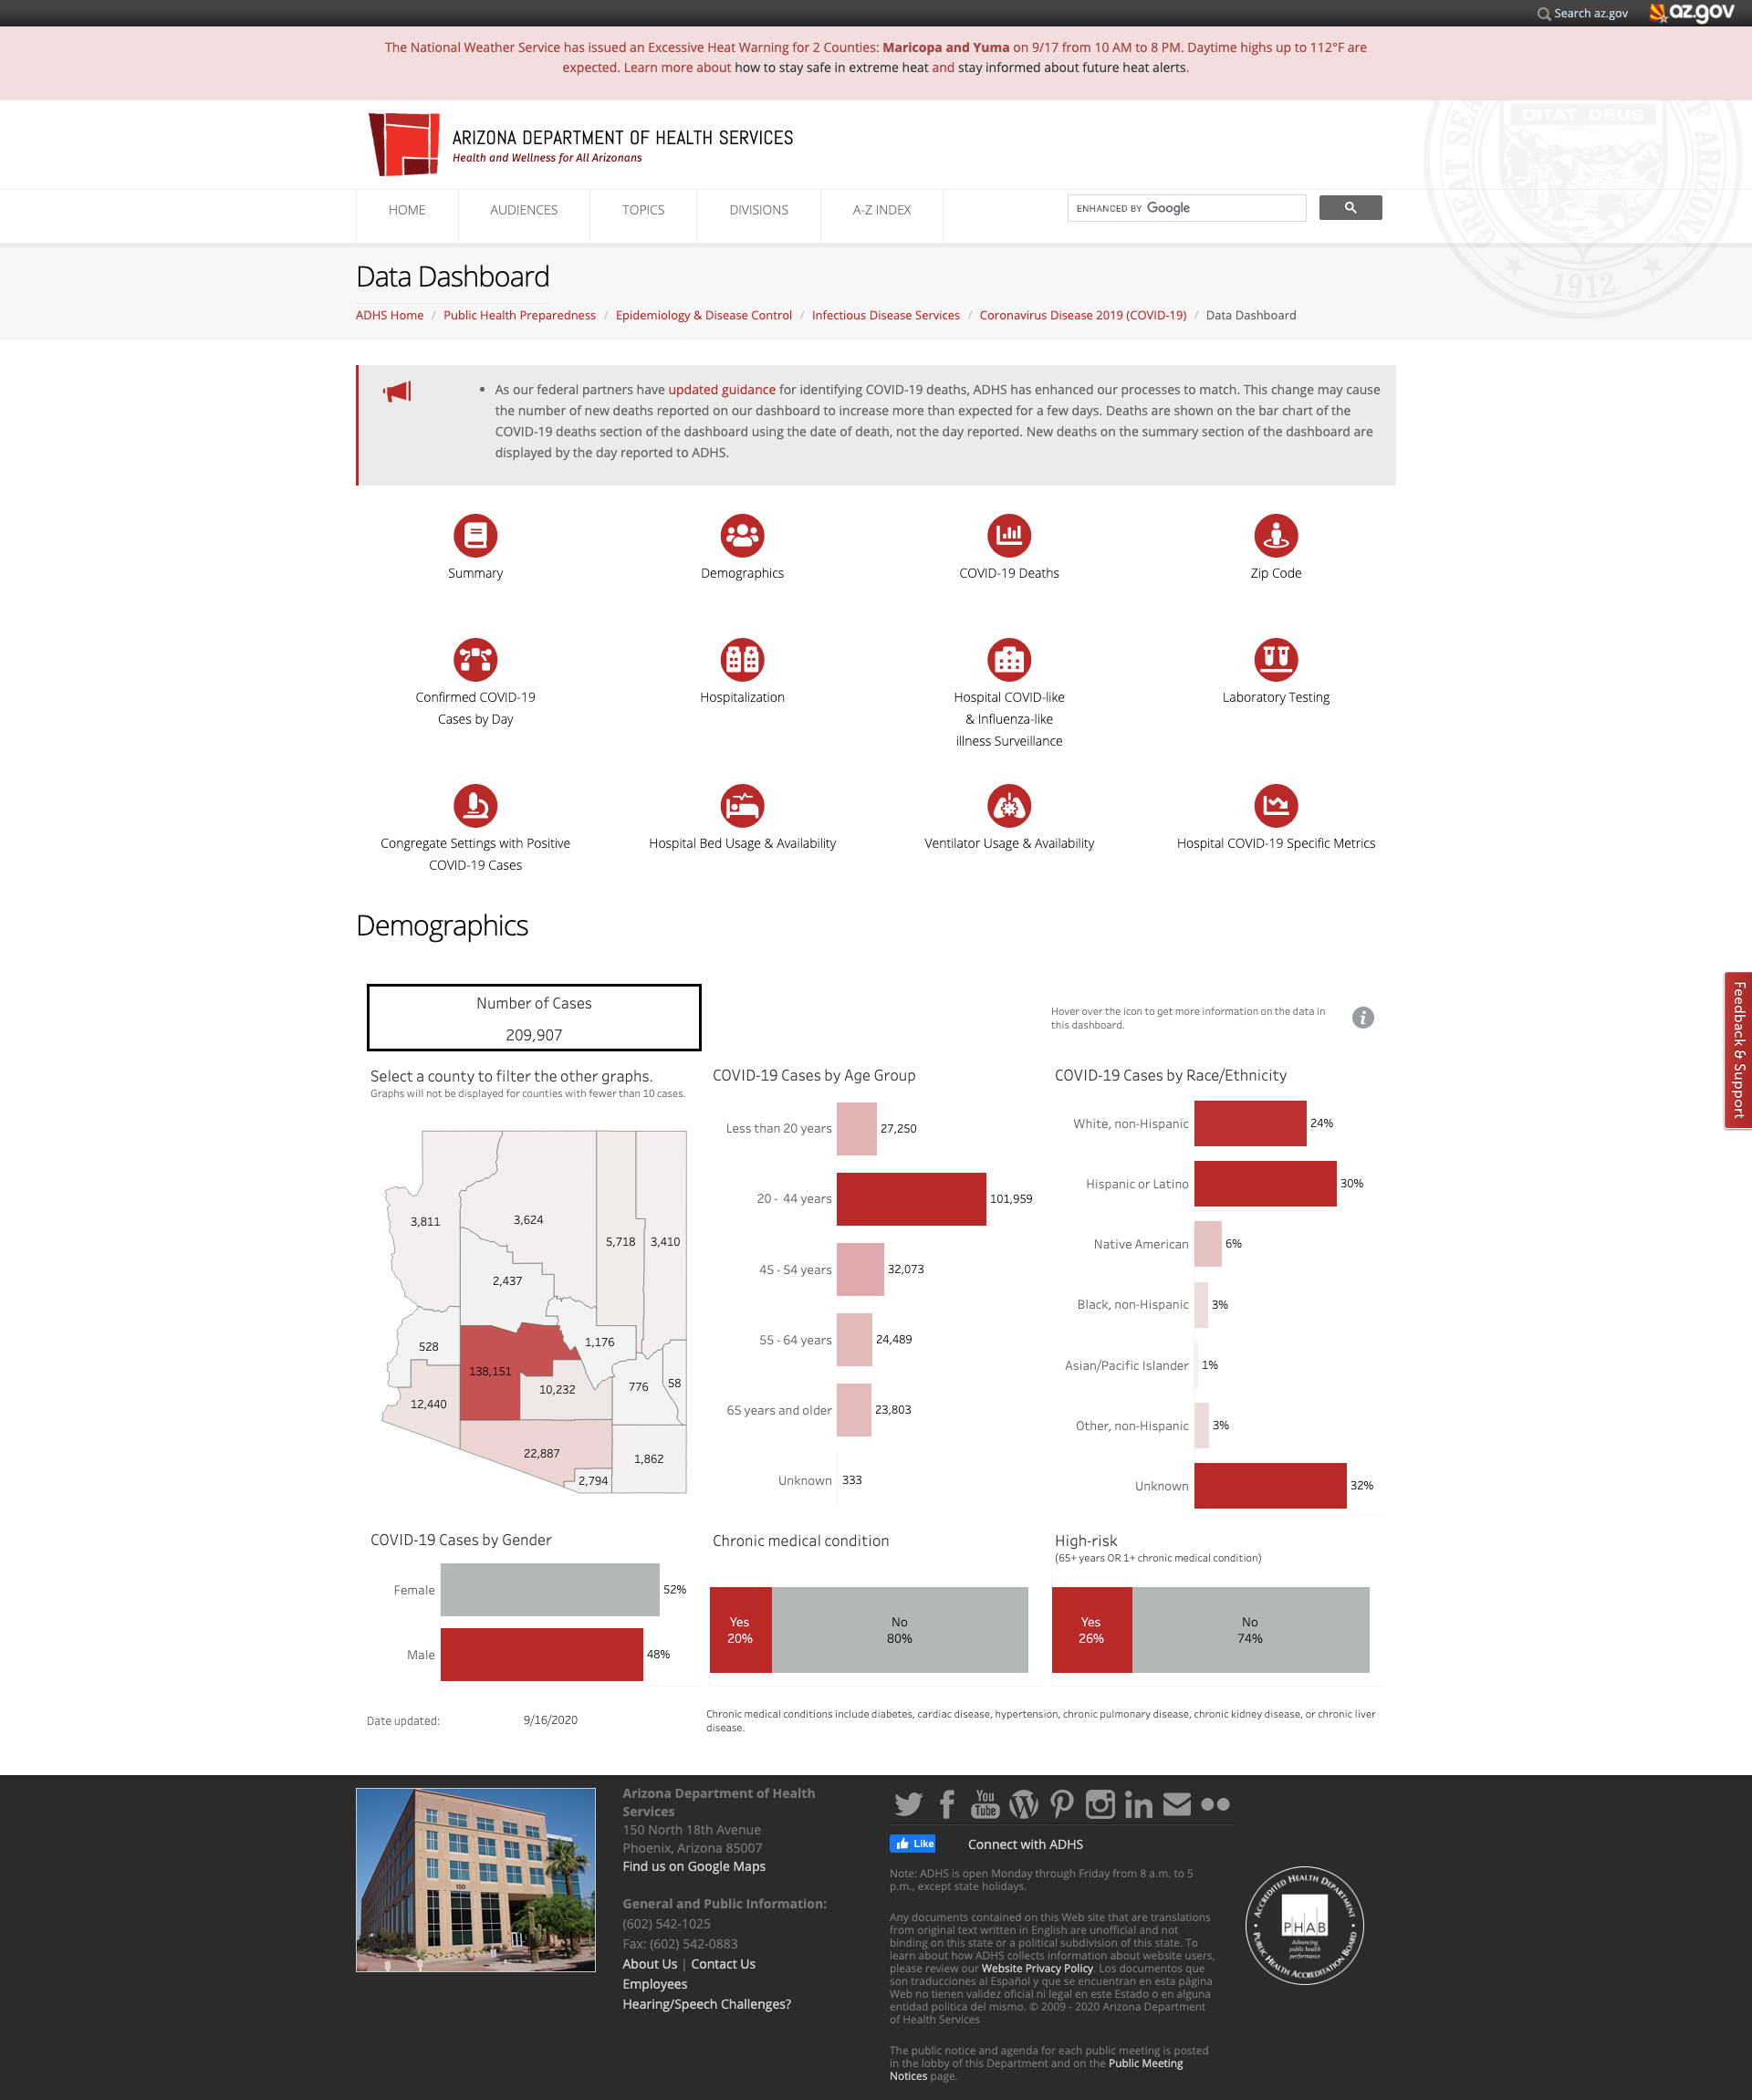 Search az.gov
az.gov
The National Weather Service has issued an Excessive Heat Warning for 2 Counties: Maricopa and Yuma on 9/17 from 10 AM to 8 PM. Daytime highs up to 112°F are
expected. Learn more about how to stay safe in extreme heat and stay informed about future heat alerts.
ARIZONA DEPARTMENT OF HEALTH SERVICES
Health and Wellness for All Arizonans
GREAT SEAL ARIZONA
DITAT DEUS
1912
HOME
AUDIENCES
TOPICS
DIVISIONS
A-Z INDEX
ENHANCED BY Google
Data Dashboard
ADHS Home / Public Health Preparedness / Epidemiology & Disease Control / Infectious Disease Services / Coronavirus Disease 2019 (COVID-19) / Data Dashboard
• As our federal partners have updated guidance for identifying COVID-19 deaths, ADHS has enhanced our processes to match. This change may cause
the number of new deaths reported on our dashboard to increase more than expected for a few days. Deaths are shown on the bar chart of the
COVID-19 deaths section of the dashboard using the date of death, not the day reported. New deaths on the summary section of the dashboard are
displayed by the day reported to ADHS.
Summary
Demographics
COVID-19 Deaths
Zip Code
Confirmed COVID-19
Cases by Day
Hospitalization
Hospital COVID-like
& Influenza-like
illness Surveillance
Laboratory Testing
Congregate Settings with Positive
COVID-19 Cases
Hospital Bed Usage & Availability
Ventilator Usage & Availability
Hospital COVID-19 Specific Metrics
Demographics
Feedback & Support
Number of Cases
209,907
Hover over the icon to get more information on the data in
this dashboard.
i
Select a county to filter the other graphs.
Graphs will not be displayed for counties with fewer than 10 cases.
3,811
3,624
5,718
3,410
2,437
528
1,176
138,151
10,232
776
58
12,440
22,887
1,862
2,794
COVID-19 Cases by Age Group
Less than 20 years 27,250
20 - 44 years 101,959
45 - 54 years 32,073
55 - 64 years 24,489
65 years and older 23,803
Unknown 333
COVID-19 Cases by Race/Ethnicity
White, non-Hispanic 24%
Hispanic or Latino 30%
Native American 6%
Black, non-Hispanic 3%
Asian/Pacific Islander 1%
Other, non-Hispanic 3%
Unknown 32%
COVID-19 Cases by Gender
Female 52%
Male 48%
Chronic medical condition
Yes
20%
No
80%
High-risk
(65+ years OR 1+ chronic medical condition)
Yes
26%
No
74%
Date updated: 9/16/2020
Chronic medical conditions include diabetes, cardiac disease, hypertension, chronic pulmonary disease, chronic kidney disease, or chronic liver
disease.
150
Arizona Department of Health
Services
150 North 18th Avenue
Phoenix, Arizona 85007
Find us on Google Maps
General and Public Information:
(602) 542-1025
Fax: (602) 542-0883
About Us | Contact Us
Employees
Hearing/Speech Challenges?
You
Tube
Like
Connect with ADHS
Note: ADHS is open Monday through Friday from 8 a.m. to 5
p.m., except state holidays.
Any documents contained on this Web site that are translations
from original text written in English are unofficial and not
binding on this state or a political subdivision of this state. To
learn about how ADHS collects information about website users,
please review our Website Privacy Policy. Los documentos que
son traducciones al Español y que se encuentran en esta página
Web no tienen validez oficial ni legal en este Estado o en alguna
entidad política del mismo. © 2009 - 2020 Arizona Department
of Health Services
The public notice and agenda for each public meeting is posted
in the lobby of this Department and on the Public Meeting
Notices page.
ACCREDITED HEALTH DEPARTMENT
PHAB
Advancing
public health
performance
PUBLIC HEALTH ACCREDITATION BOARD